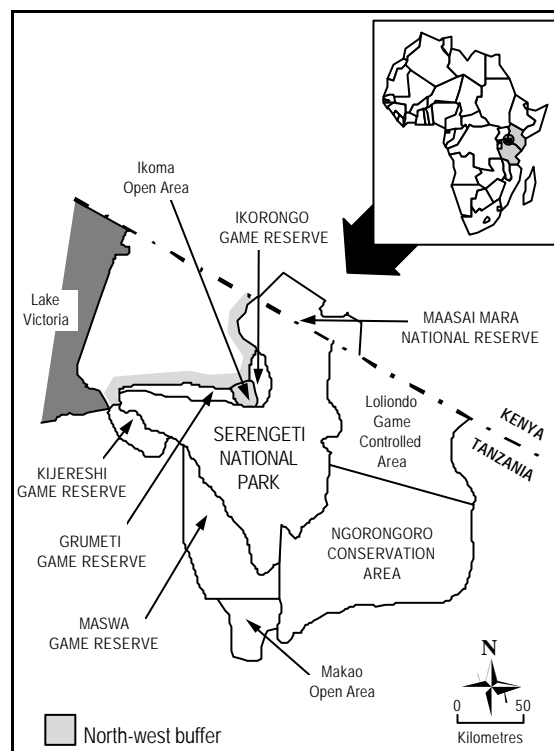 Ikoma
Open Area
IKORONGO
GAME RESERVE
Lake
Victoria
MAASAI MARA
NATIONAL RESERVE
Loliondo
Game
Controlled
Area
KENYA
TANZANIA
SERENGETI
NATIONAL
PARK
KIJERESHI
GAME RESERVE
GRUMETI
GAME RESERVE
NGORONGORO
CONSERVATION
AREA
MASWA
GAME RESERVE
Makao
Open Area
N
0 50
Kilometres
North-west buffer